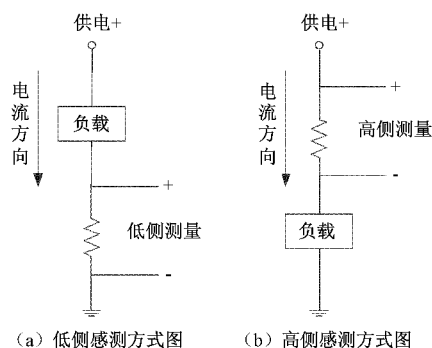 供电+
电流方向
负载
+
低侧测量
-
(a) 低侧感测方式图
供电+
电流方向
+
高侧测量
-
负载
(b) 高侧感测方式图